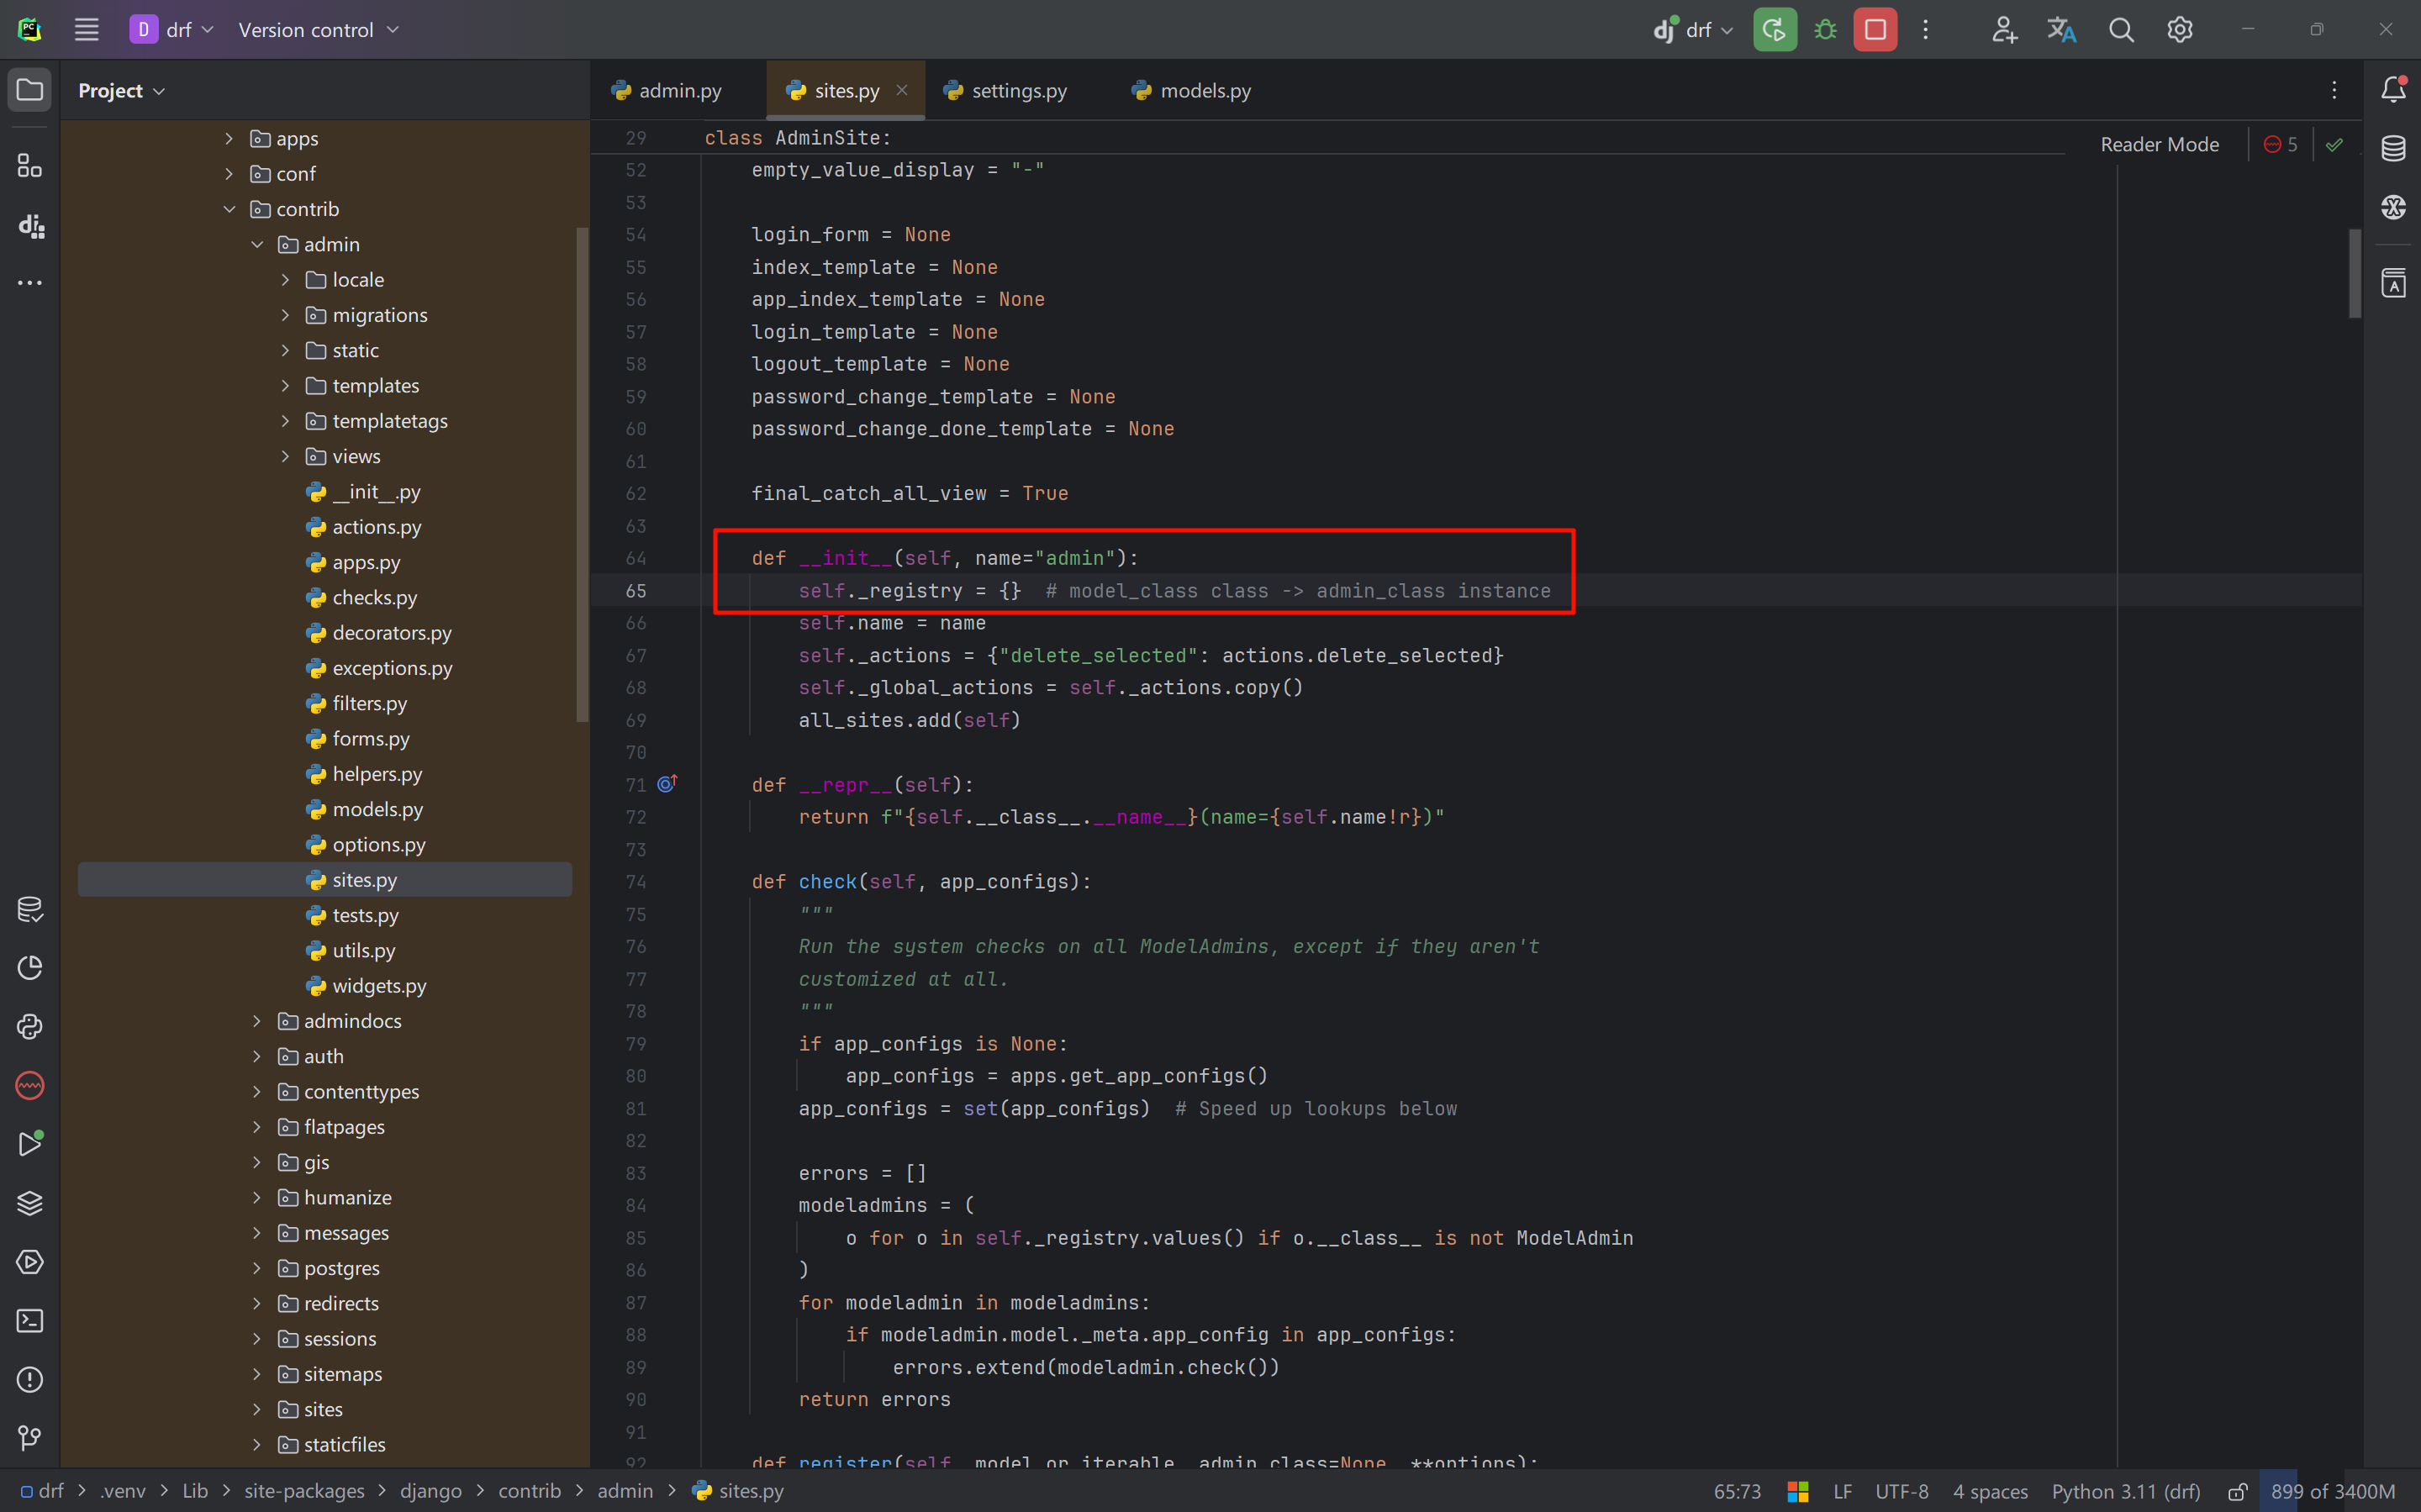 D drf Version control
dj drf
Project
admin.py sites.py settings.py models.py
Reader Mode 5
apps
conf
contrib
admin
locale
migrations
static
templates
templatetags
views
__init__.py
actions.py
apps.py
checks.py
decorators.py
exceptions.py
filters.py
forms.py
helpers.py
models.py
options.py
sites.py
tests.py
utils.py
widgets.py
admindocs
auth
contenttypes
flatpages
gis
humanize
messages
postgres
redirects
sessions
sitemaps
sites
staticfiles
29 class AdminSite:
52 empty_value_display = "-"
53
54 login_form = None
55 index_template = None
56 app_index_template = None
57 login_template = None
58 logout_template = None
59 password_change_template = None
60 password_change_done_template = None
61
62 final_catch_all_view = True
63
64 def __init__(self, name="admin"):
65 self._registry = {}  # model_class class -> admin_class instance
66 self.name = name
67 self._actions = {"delete_selected": actions.delete_selected}
68 self._global_actions = self._actions.copy()
69 all_sites.add(self)
70
71 def __repr__(self):
72 return f"{self.__class__.__name__}(name={self.name!r})"
73
74 def check(self, app_configs):
75 """
76 Run the system checks on all ModelAdmins, except if they aren't
77 customized at all.
78 """
79 if app_configs is None:
80 app_configs = apps.get_app_configs()
81 app_configs = set(app_configs)  # Speed up lookups below
82
83 errors = []
84 modeladmins = (
85 o for o in self._registry.values() if o.__class__ is not ModelAdmin
86 )
87 for modeladmin in modeladmins:
88 if modeladmin.model._meta.app_config in app_configs:
89 errors.extend(modeladmin.check())
90 return errors
91
92 def register(self, model_or_iterable, admin_class=None, **options):
drf > .venv > Lib > site-packages > django > contrib > admin > sites.py
65:73 LF UTF-8 4 spaces Python 3.11 (drf) 899 of 3400M